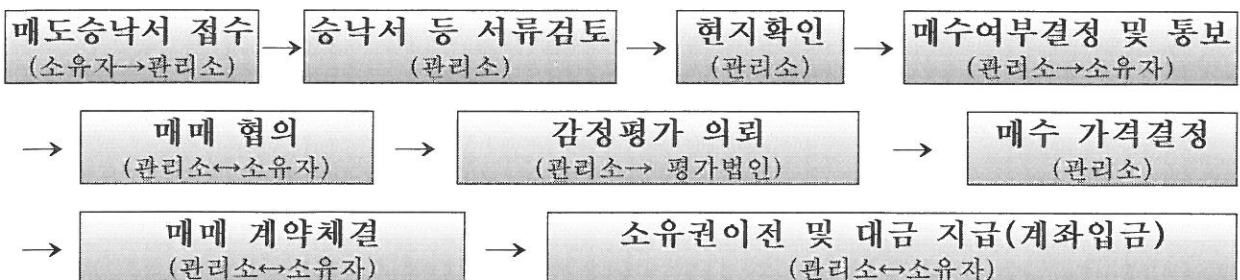 매도승낙서 접수 → 승낙서 등 서류검토 → 현지확인 → 매수여부결정 및 통보
(소유자→관리소) (관리소) (관리소) (관리소→소유자)
→ 매매 협의 → 감정평가 의뢰 → 매수 가격결정
(관리소↔소유자) (관리소→ 평가법인) (관리소)
→ 매매 계약체결 → 소유권이전 및 대금 지급(계좌입금)
(관리소↔소유자) (관리소↔소유자)